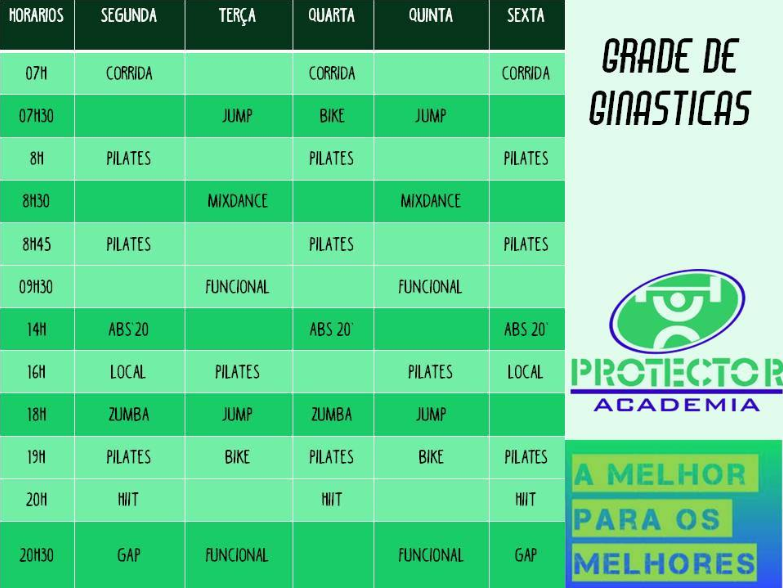 HORARIOS SEGUNDA TERÇA QUARTA QUINTA SEXTA
07H CORRIDA CORRIDA CORRIDA
07H30 JUMP BIKE JUMP
8H PILATES PILATES PILATES
8H30 MIXDANCE MIXDANCE
8H45 PILATES PILATES PILATES
09H30 FUNCIONAL FUNCIONAL
14H ABS'20 ABS 20' ABS 20'
16H LOCAL PILATES PILATES LOCAL
18H ZUMBA JUMP ZUMBA JUMP
19H PILATES BIKE PILATES BIKE PILATES
20H HIIT HIIT HIIT
20H30 GAP FUNCIONAL FUNCIONAL GAP
GRADE DE
GINASTICAS
PROTECTOR
ACADEMIA
A MELHOR
PARA OS
MELHORES